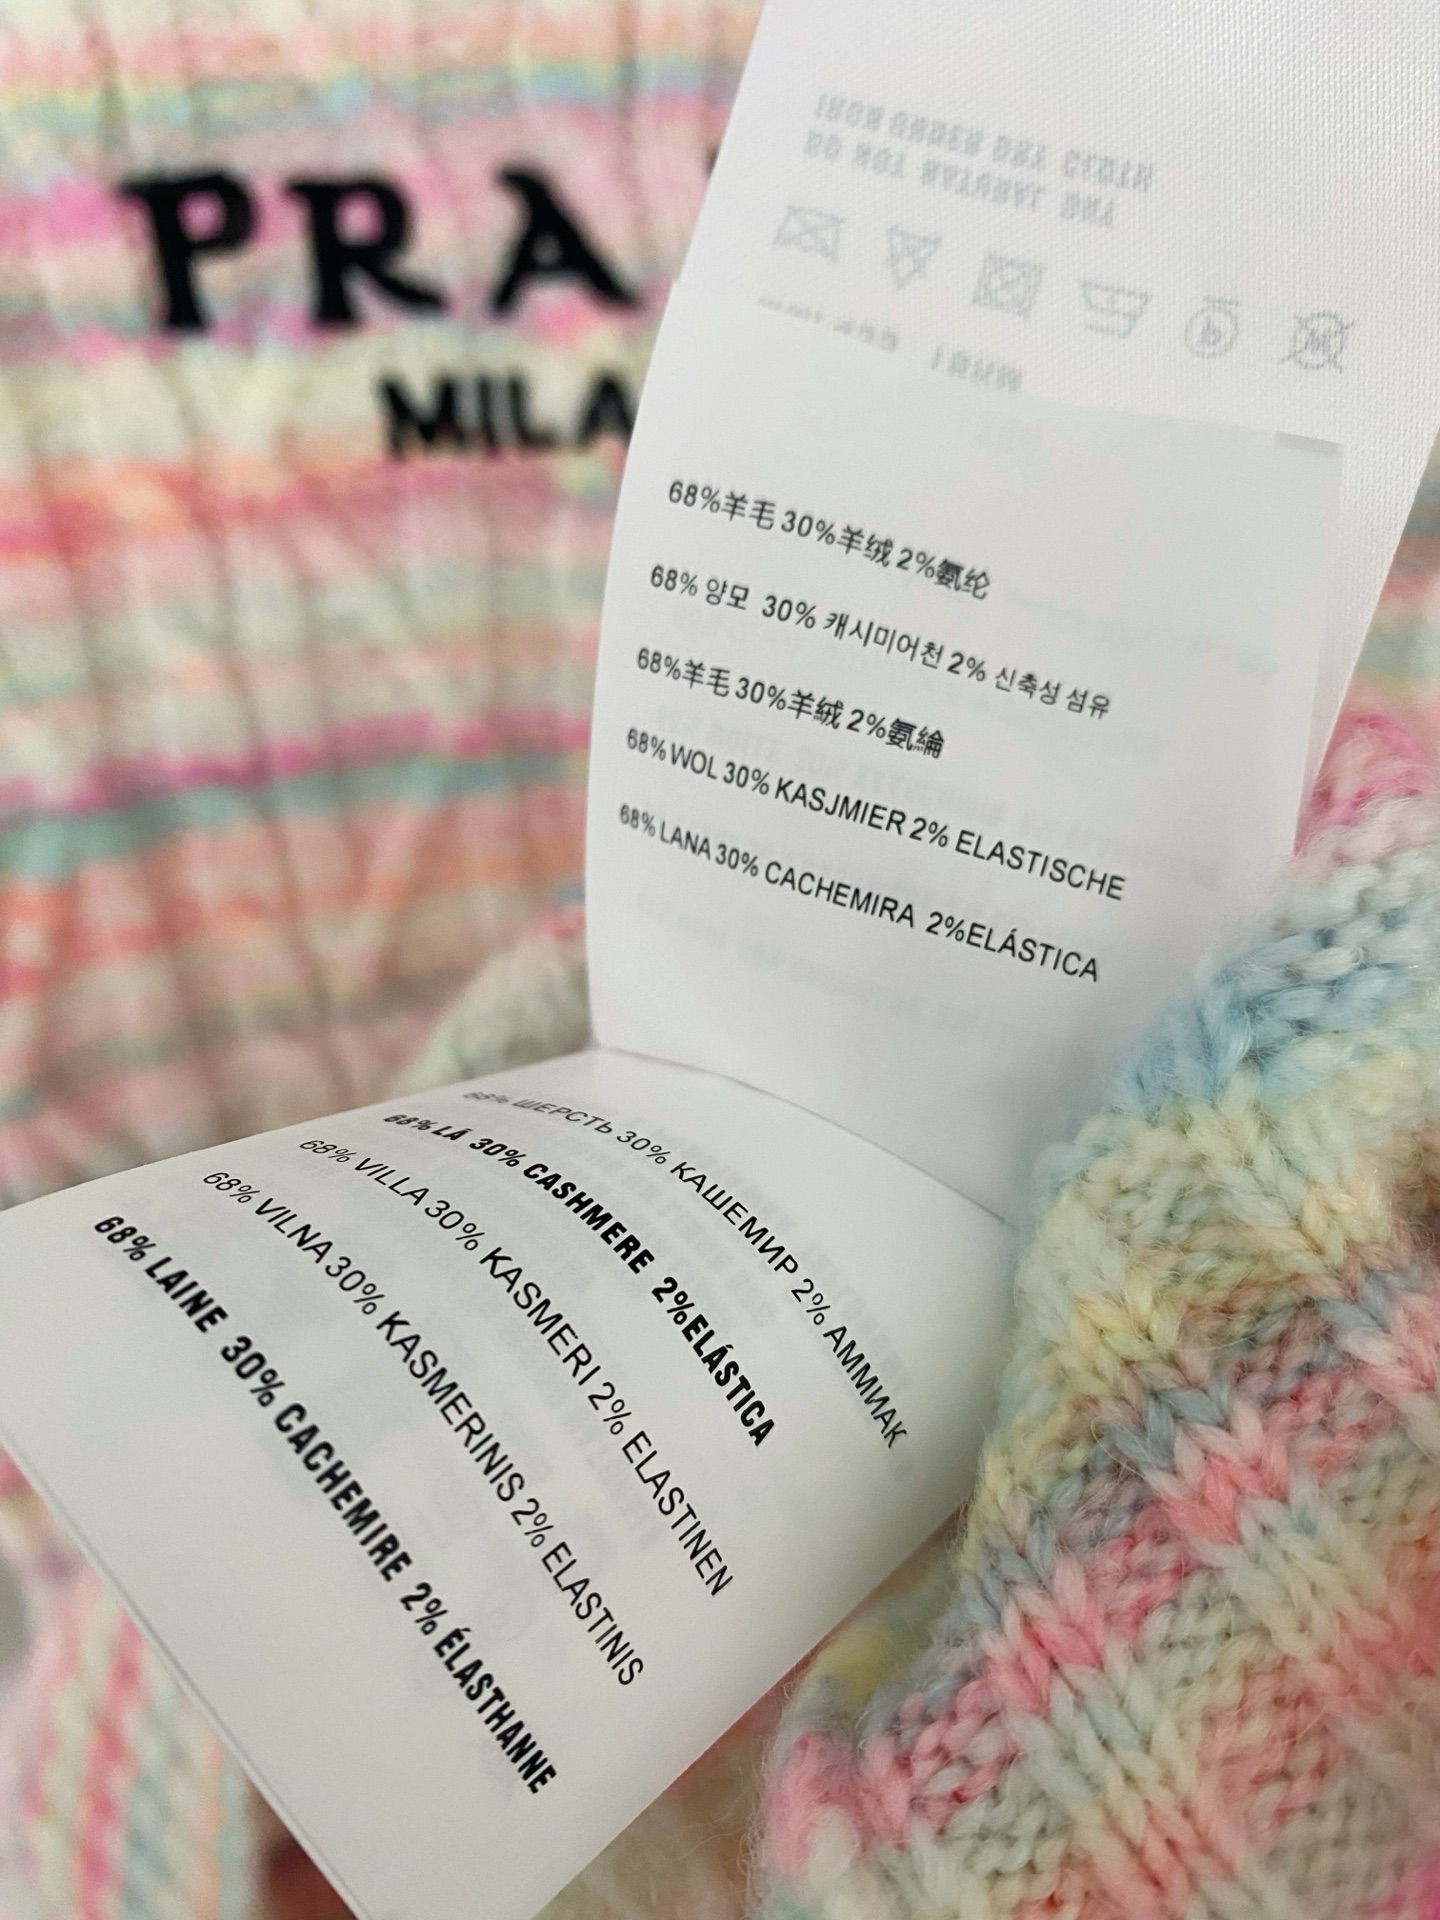 PRA
MILA
68%羊毛 30%羊绒 2%氨纶
68% 양모 30% 캐시미어천 2% 신축성 섬유
68%羊毛 30%羊絨 2%氨綸
68% WOL 30% KASJMIER 2% ELASTISCHE
68% LANA 30% CACHEMIRA 2%ELÁSTICA
68% ШЕРСТЬ 30% КАШЕМИР 2% АММИАК
68% LÃ 30% CASHMERE 2%ELÁSTICA
68% VILLA 30% KASMERI 2% ELASTINEN
68% VILNA 30% KASMERINIS 2% ELASTINIS
68% LAINE 30% CACHEMIRE 2% ÉLASTHANNE